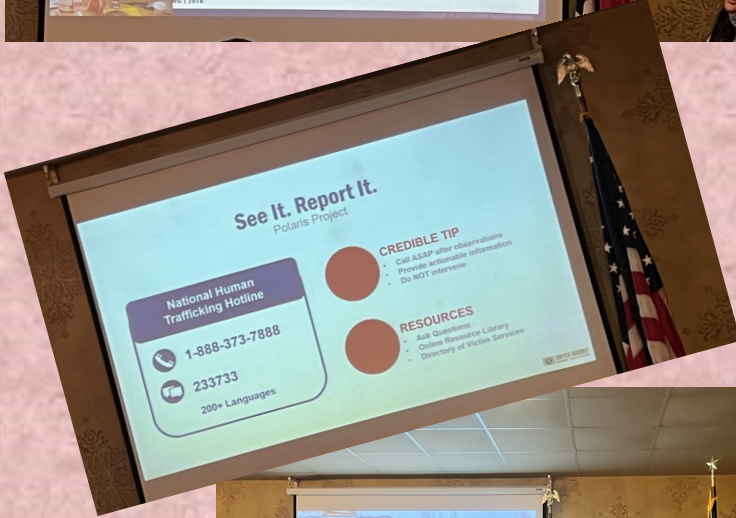 See It. Report It.
Polaris Project
National Human
Trafficking Hotline
1-888-373-7888
233733
200+ Languages
CREDIBLE TIP
Call ASAP after observations
Provide actionable information
Do NOT intervene
RESOURCES
Ask Questions
Online Resource Library
Directory of Victim Services
UNITED AGAINST